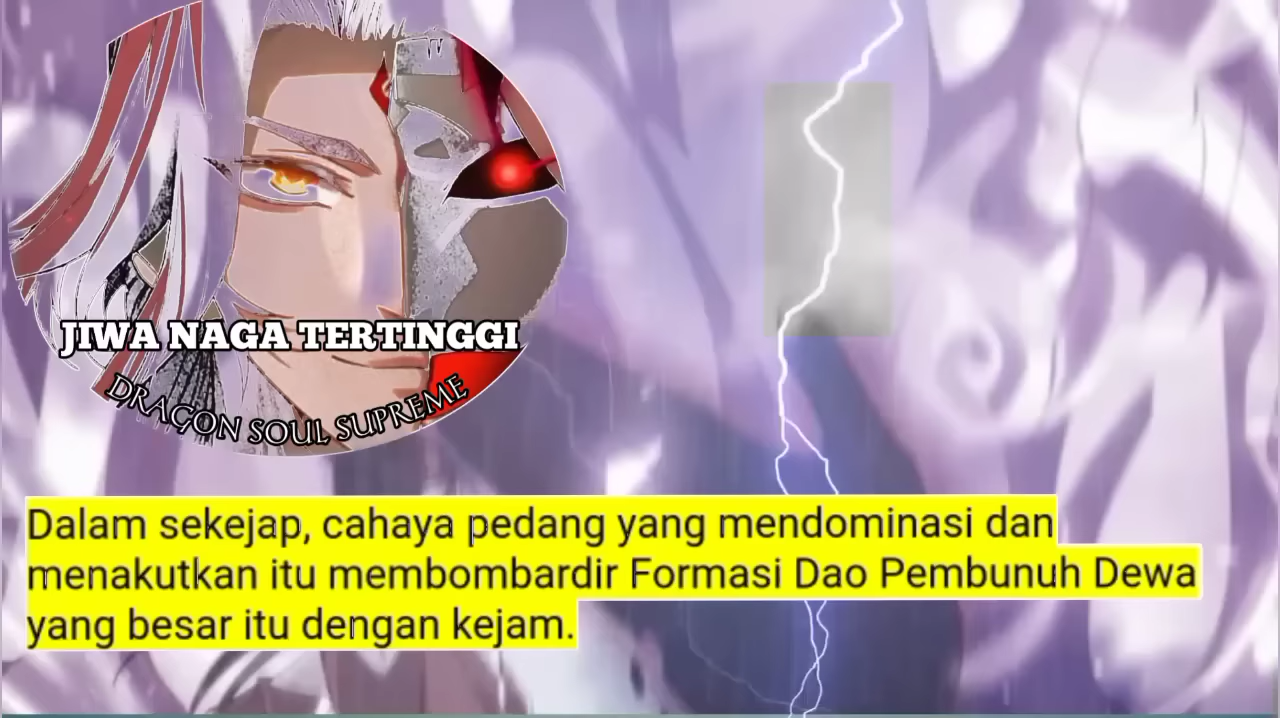 JIWA NAGA TERTINGGI
DRAGON SOUL SUPREME
Dalam sekejap, cahaya pedang yang mendominasi dan
menakutkan itu membombardir Formasi Dao Pembunuh Dewa
yang besar itu dengan kejam.